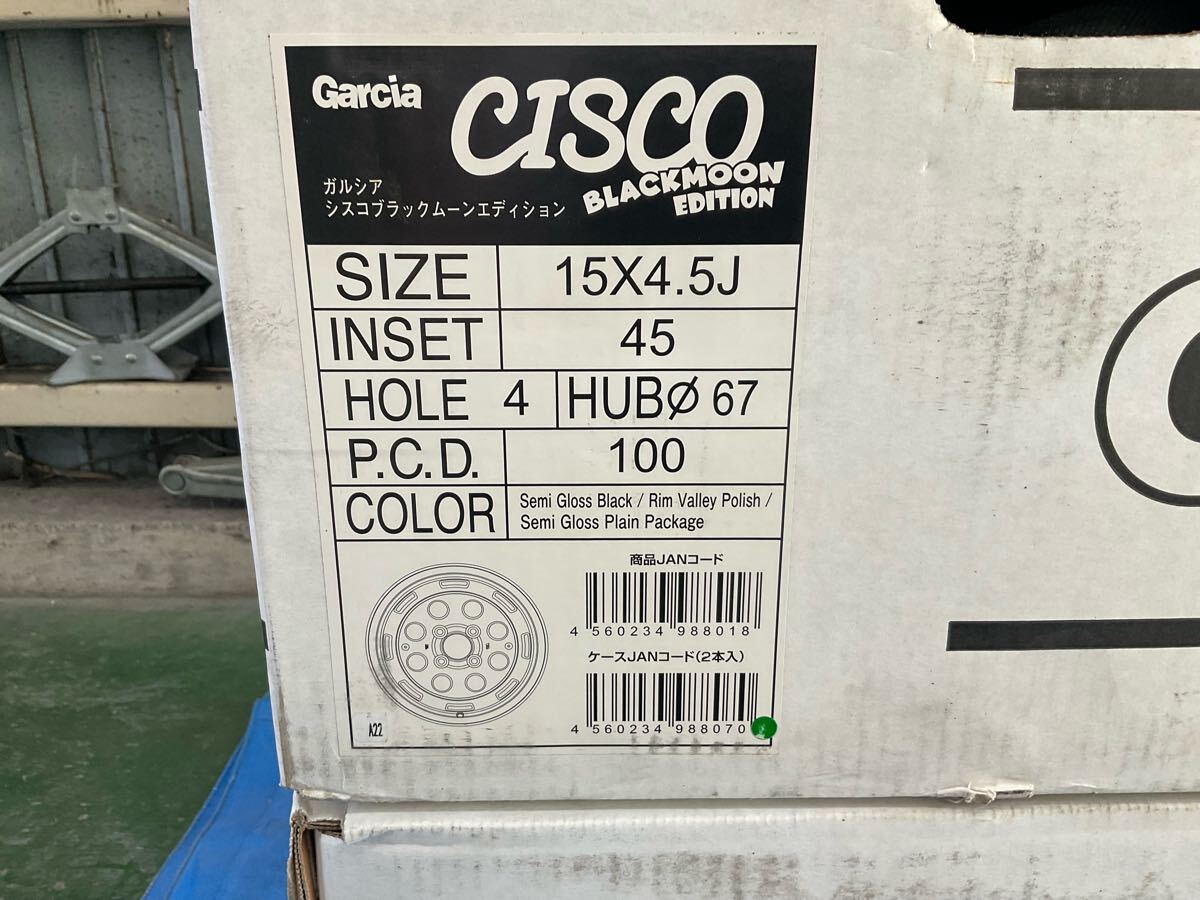 Garcia CISCO
BLACKMOON
EDITION
ガルシア
シスコブラックムーンエディション
SIZE 15X4.5J
INSET 45
HOLE 4 HUBØ 67
P.C.D. 100
COLOR Semi Gloss Black / Rim Valley Polish /
Semi Gloss Plain Package
商品JANコード
4 560234 988018
ケースJANコード(2本入)
4 560234 988070
A22